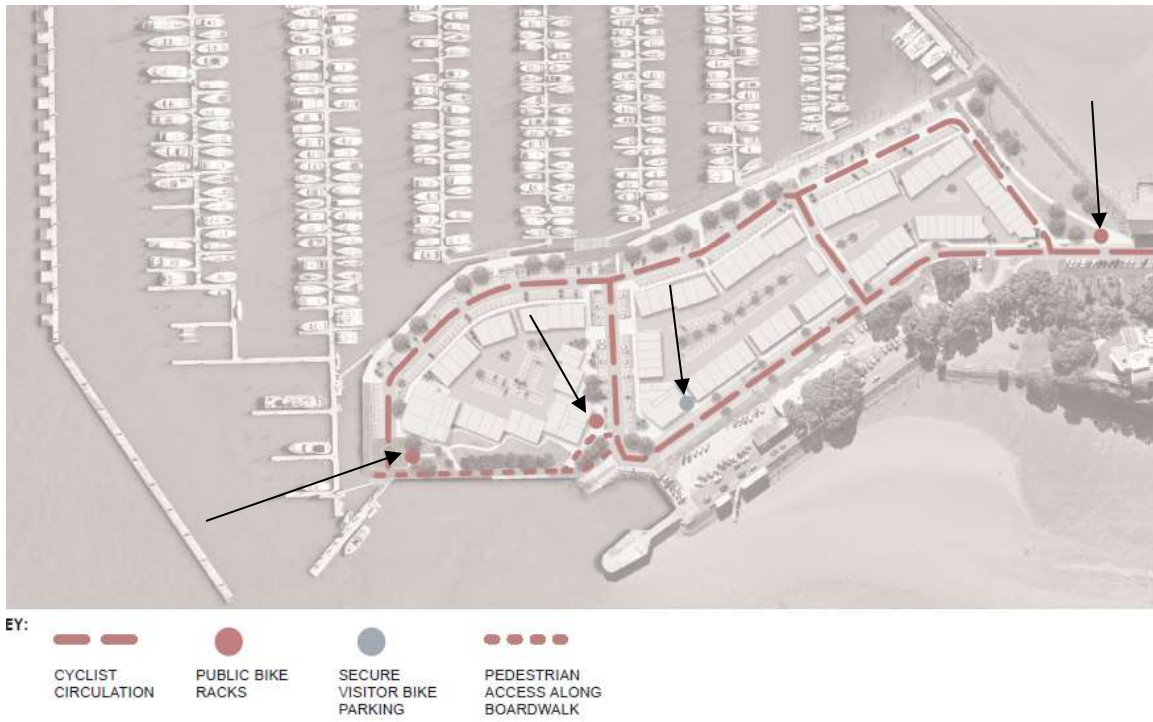 EY:
CYCLIST
CIRCULATION
PUBLIC BIKE
RACKS
SECURE
VISITOR BIKE
PARKING
PEDESTRIAN
ACCESS ALONG
BOARDWALK